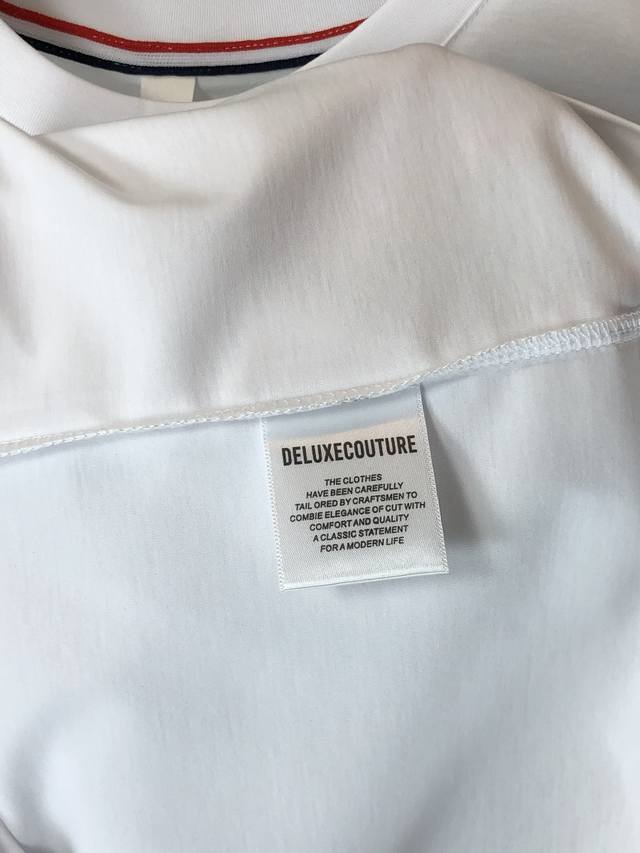 DELUXECOUTURE
THE CLOTHES
HAVE BEEN CAREFULLY
TAIL ORED BY CRAFTSMEN TO
COMBIE ELEGANCE OF CUT WITH
COMFORT AND QUALITY
A CLASSIC STATEMENT
FOR A MODERN LIFE